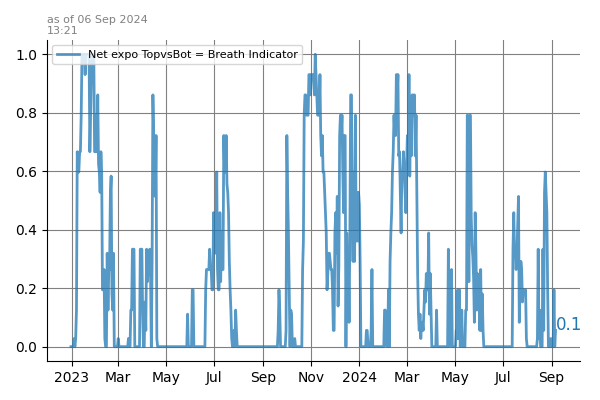 as of 06 Sep 2024
13:21
Net expo TopvsBot = Breath Indicator
1.0
0.8
0.6
0.4
0.2
0.0
0.1
2023 Mar May Jul Sep Nov 2024 Mar May Jul Sep